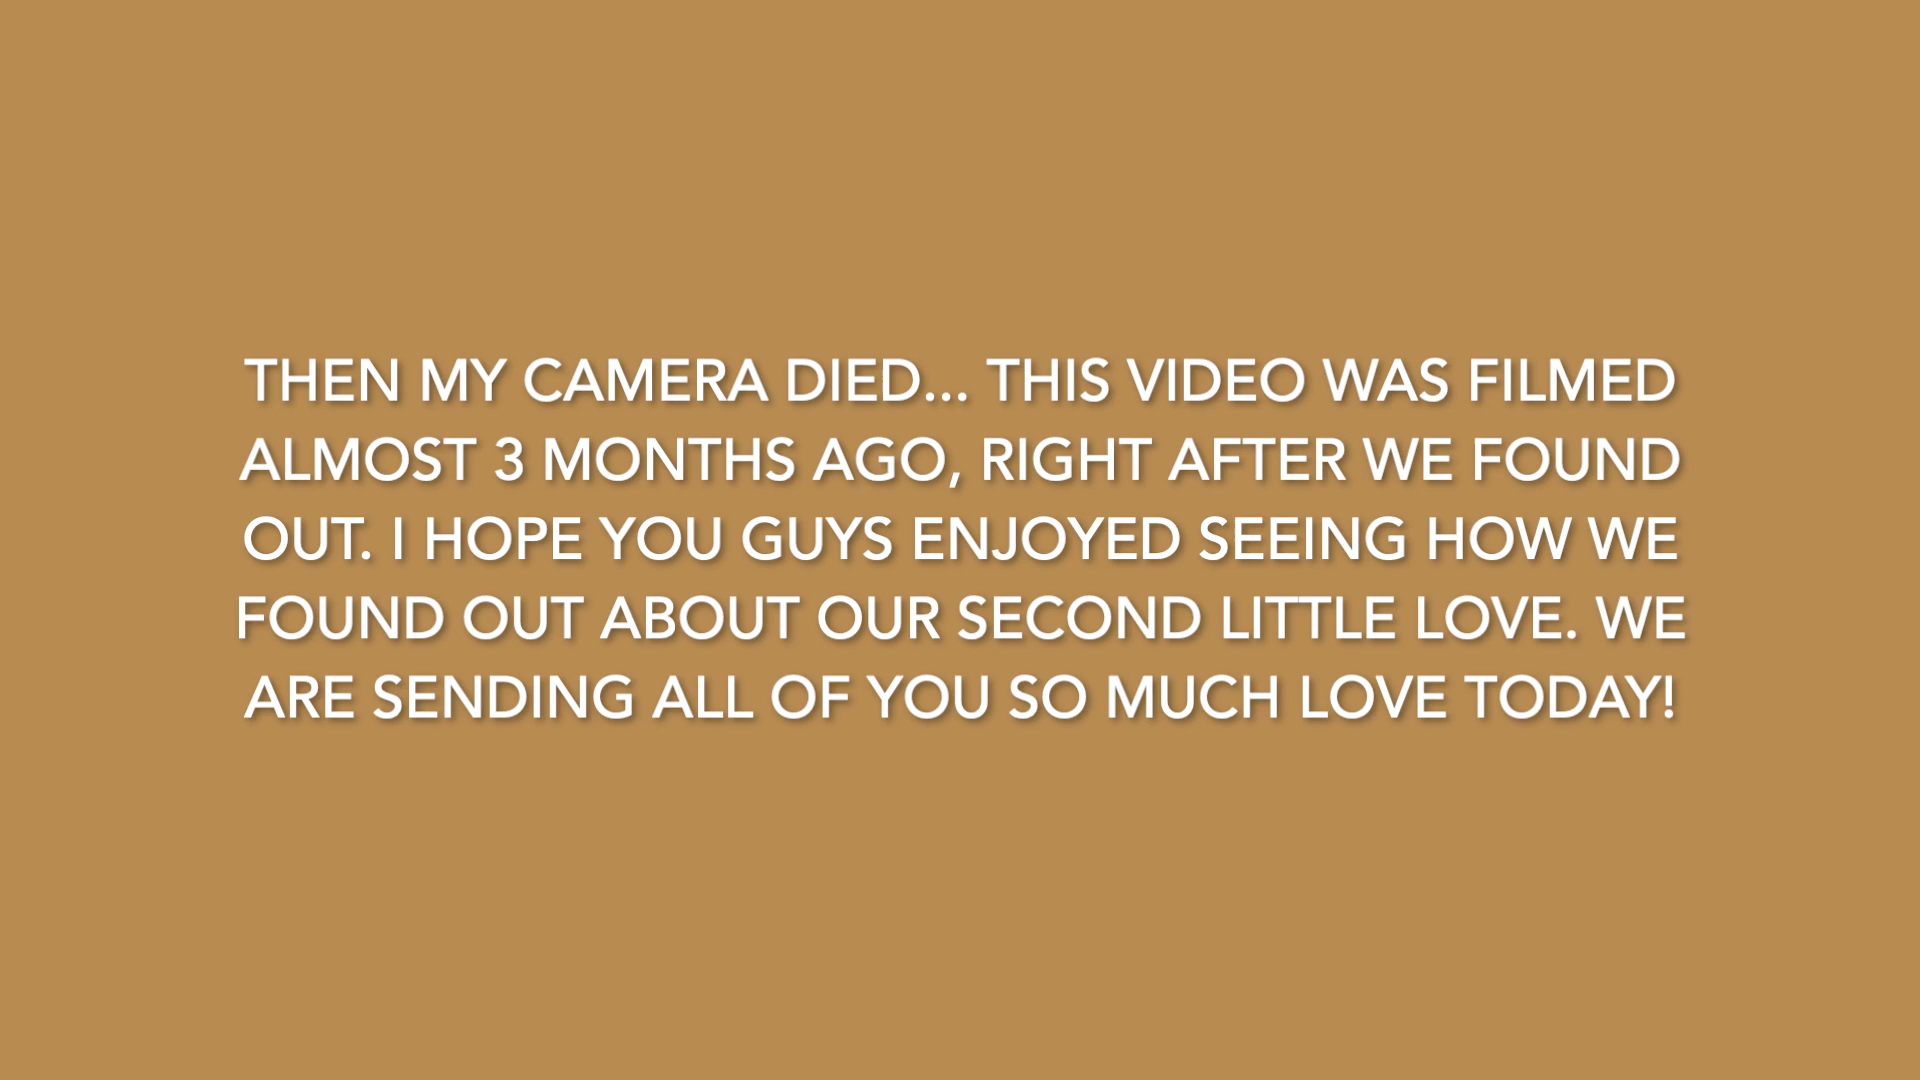 THEN MY CAMERA DIED... THIS VIDEO WAS FILMED
ALMOST 3 MONTHS AGO, RIGHT AFTER WE FOUND
OUT. I HOPE YOU GUYS ENJOYED SEEING HOW WE
FOUND OUT ABOUT OUR SECOND LITTLE LOVE. WE
ARE SENDING ALL OF YOU SO MUCH LOVE TODAY!